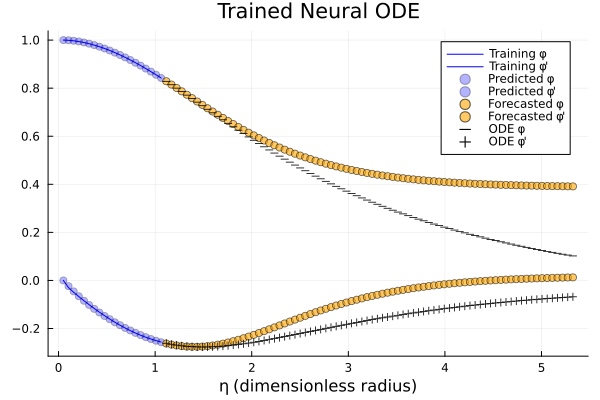 Trained Neural ODE
1.0
0.8
0.6
0.4
0.2
0.0
−0.2
0
1
2
3
4
5
η (dimensionless radius)
Training φ
Training φ'
Predicted φ
Predicted φ'
Forecasted φ
Forecasted φ'
ODE φ
ODE φ'